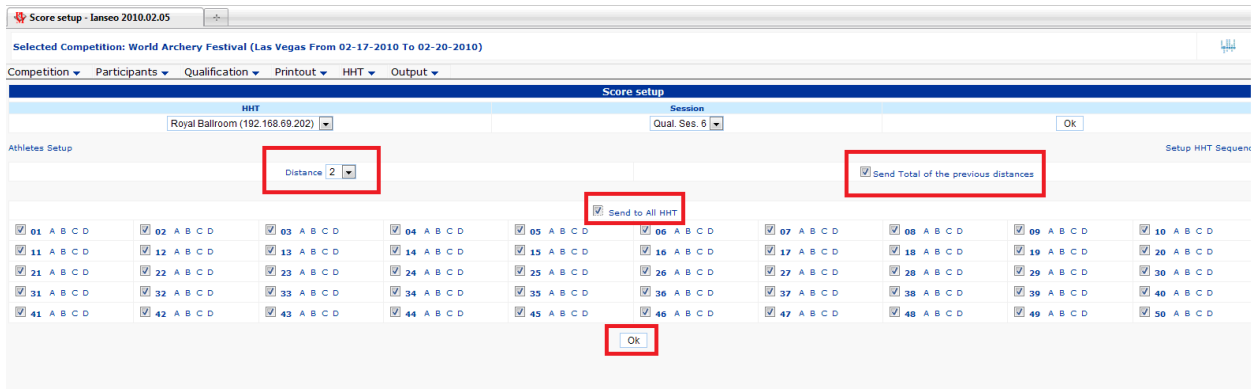 Score setup - Ianseo 2010.02.05
Selected Competition: World Archery Festival (Las Vegas From 02-17-2010 To 02-20-2010)
Competition Participants Qualification Printout HHT Output
Score setup
HHT Session
Royal Ballroom (192.168.69.202) Qual. Ses. 6 Ok
Athletes Setup Setup HHT Sequenc
Distance 2 Send Total of the previous distances
Send to All HHT
01 A B C D 02 A B C D 03 A B C D 04 A B C D 05 A B C D 06 A B C D 07 A B C D 08 A B C D 09 A B C D 10 A B C D
11 A B C D 12 A B C D 13 A B C D 14 A B C D 15 A B C D 16 A B C D 17 A B C D 18 A B C D 19 A B C D 20 A B C D
21 A B C D 22 A B C D 23 A B C D 24 A B C D 25 A B C D 26 A B C D 27 A B C D 28 A B C D 29 A B C D 30 A B C D
31 A B C D 32 A B C D 33 A B C D 34 A B C D 35 A B C D 36 A B C D 37 A B C D 38 A B C D 39 A B C D 40 A B C D
41 A B C D 42 A B C D 43 A B C D 44 A B C D 45 A B C D 46 A B C D 47 A B C D 48 A B C D 49 A B C D 50 A B C D
Ok